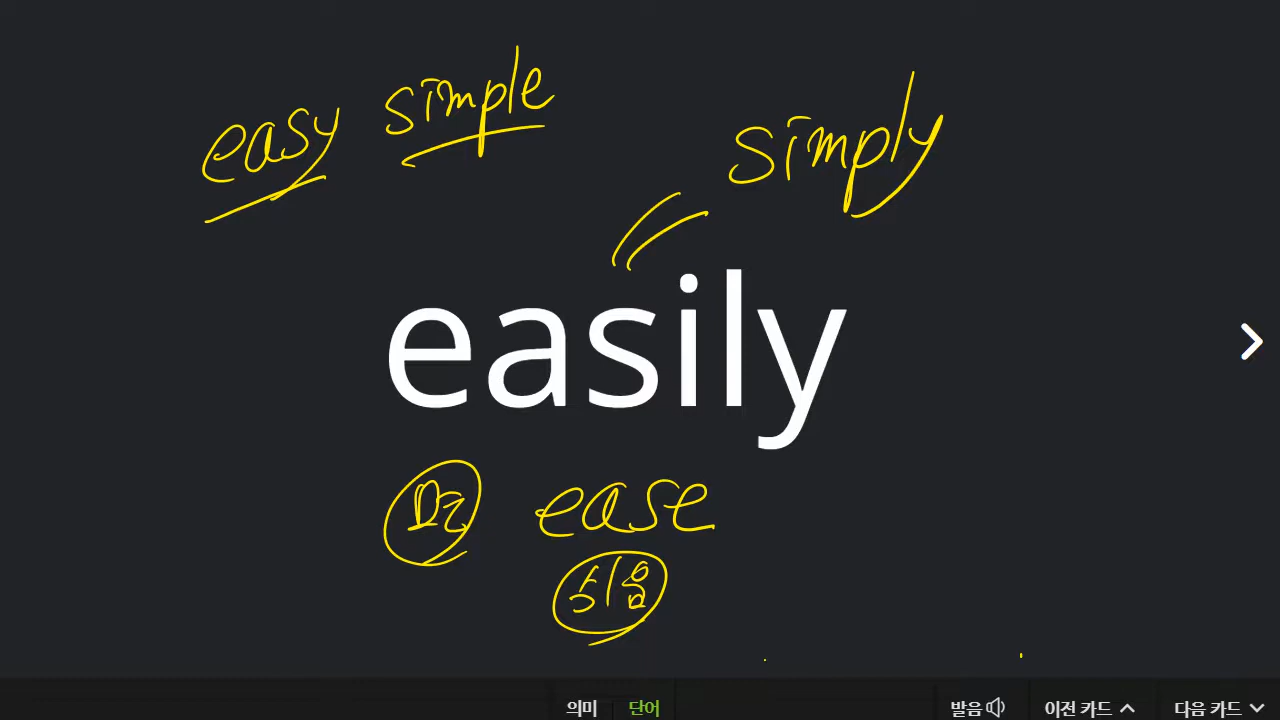 easy simple simply
easily
ease
쉬움
의미 단어 발음 이전 카드 다음 카드